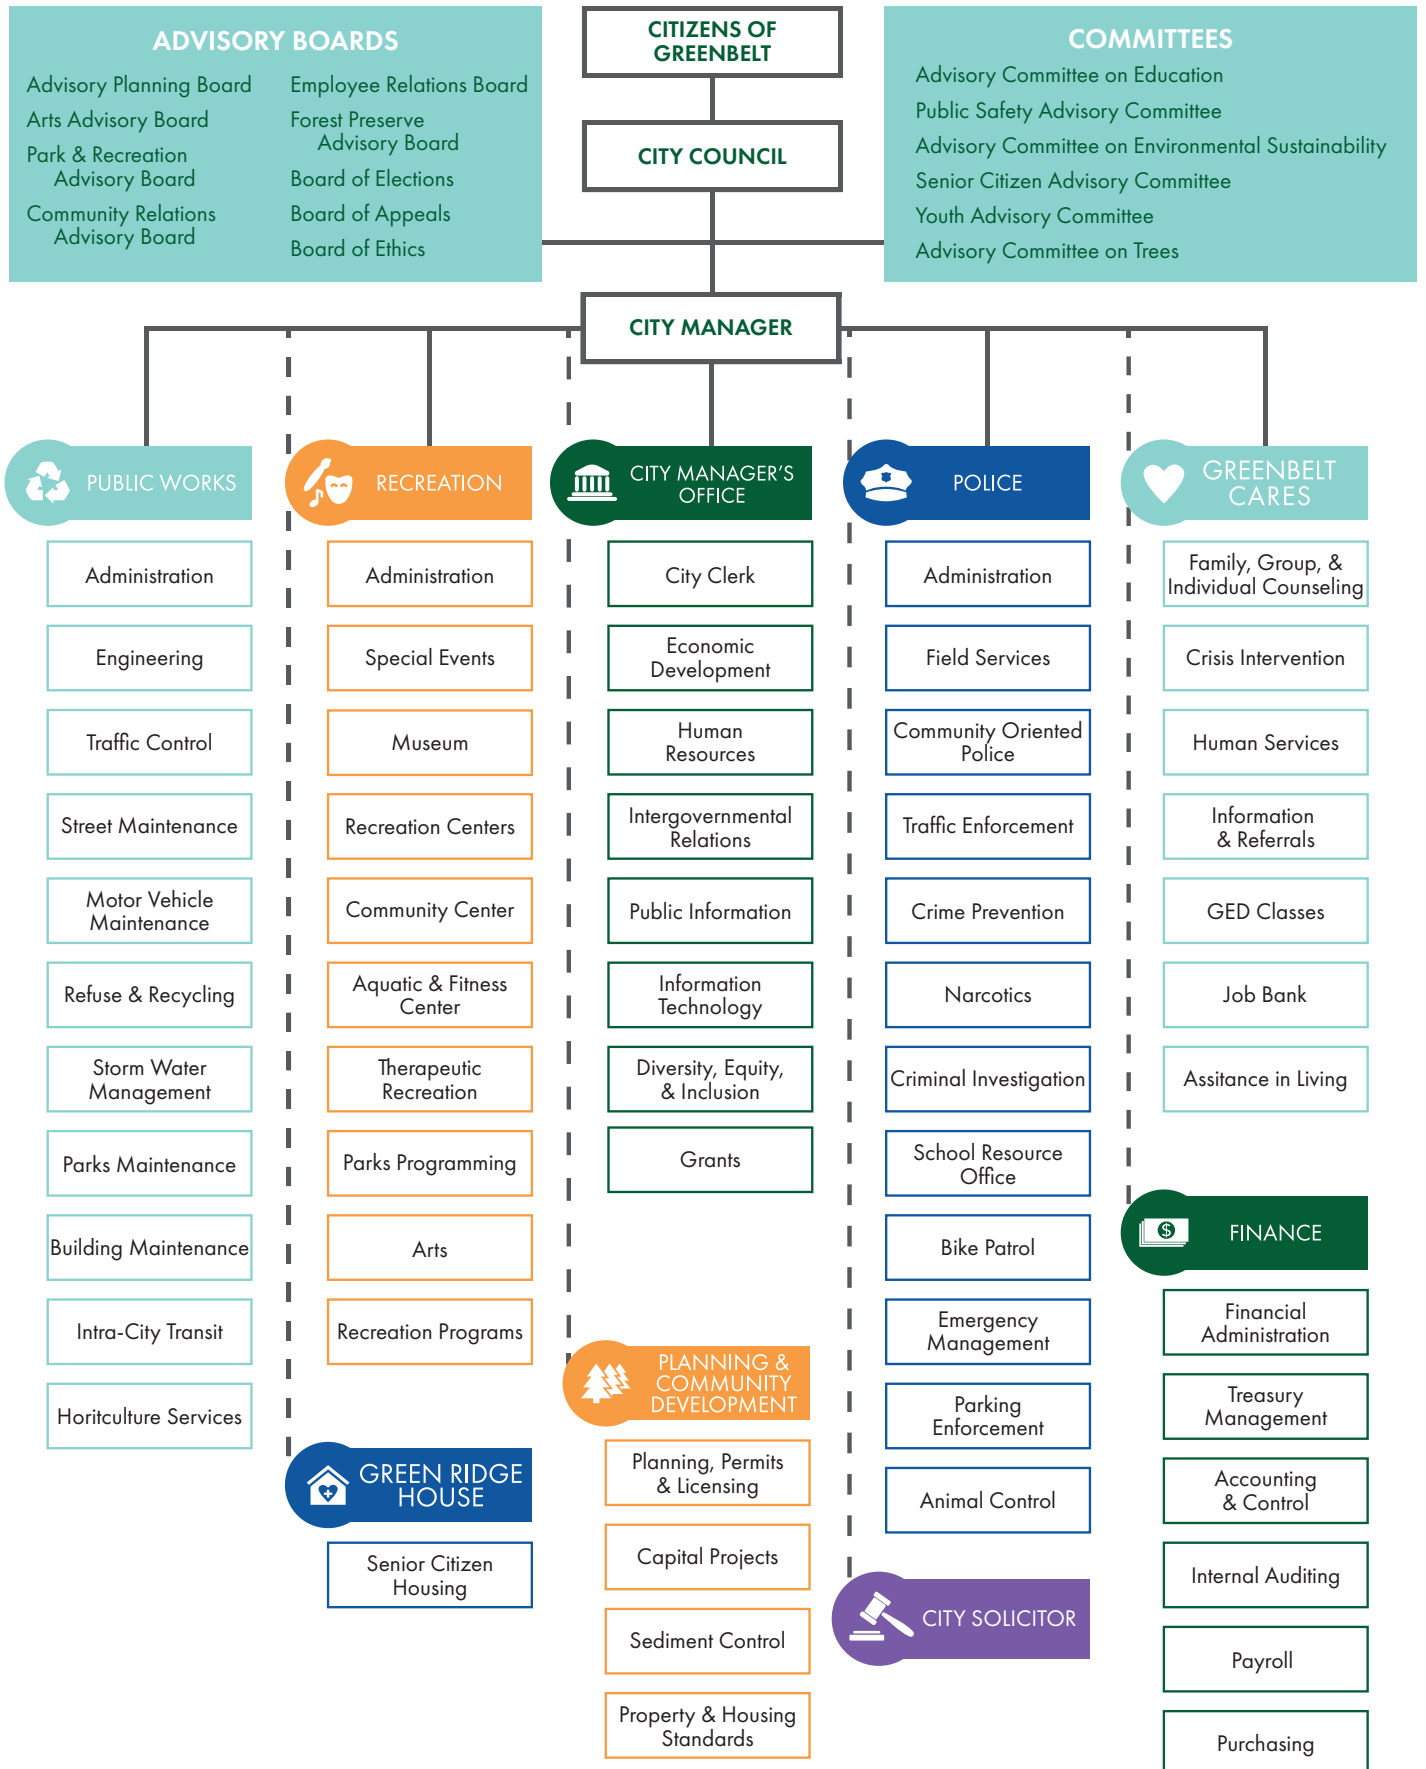 ADVISORY BOARDS
Advisory Planning Board
Arts Advisory Board
Park & Recreation
Advisory Board
Community Relations
Advisory Board
Employee Relations Board
Forest Preserve
Advisory Board
Board of Elections
Board of Appeals
Board of Ethics
CITIZENS OF
GREENBELT
CITY COUNCIL
COMMITTEES
Advisory Committee on Education
Public Safety Advisory Committee
Advisory Committee on Environmental Sustainability
Senior Citizen Advisory Committee
Youth Advisory Committee
Advisory Committee on Trees
CITY MANAGER
PUBLIC WORKS
Administration
Engineering
Traffic Control
Street Maintenance
Motor Vehicle
Maintenance
Refuse & Recycling
Storm Water
Management
Parks Maintenance
Building Maintenance
Intra-City Transit
Horitculture Services
RECREATION
Administration
Special Events
Museum
Recreation Centers
Community Center
Aquatic & Fitness
Center
Therapeutic
Recreation
Parks Programming
Arts
Recreation Programs
GREEN RIDGE
HOUSE
Senior Citizen
Housing
CITY MANAGER'S
OFFICE
City Clerk
Economic
Development
Human
Resources
Intergovernmental
Relations
Public Information
Information
Technology
Diversity, Equity,
& Inclusion
Grants
PLANNING &
COMMUNITY
DEVELOPMENT
Planning, Permits
& Licensing
Capital Projects
Sediment Control
Property & Housing
Standards
POLICE
Administration
Field Services
Community Oriented
Police
Traffic Enforcement
Crime Prevention
Narcotics
Criminal Investigation
School Resource
Office
Bike Patrol
Emergency
Management
Parking
Enforcement
Animal Control
CITY SOLICITOR
GREENBELT
CARES
Family, Group, &
Individual Counseling
Crisis Intervention
Human Services
Information
& Referrals
GED Classes
Job Bank
Assitance in Living
$
FINANCE
Financial
Administration
Treasury
Management
Accounting
& Control
Internal Auditing
Payroll
Purchasing